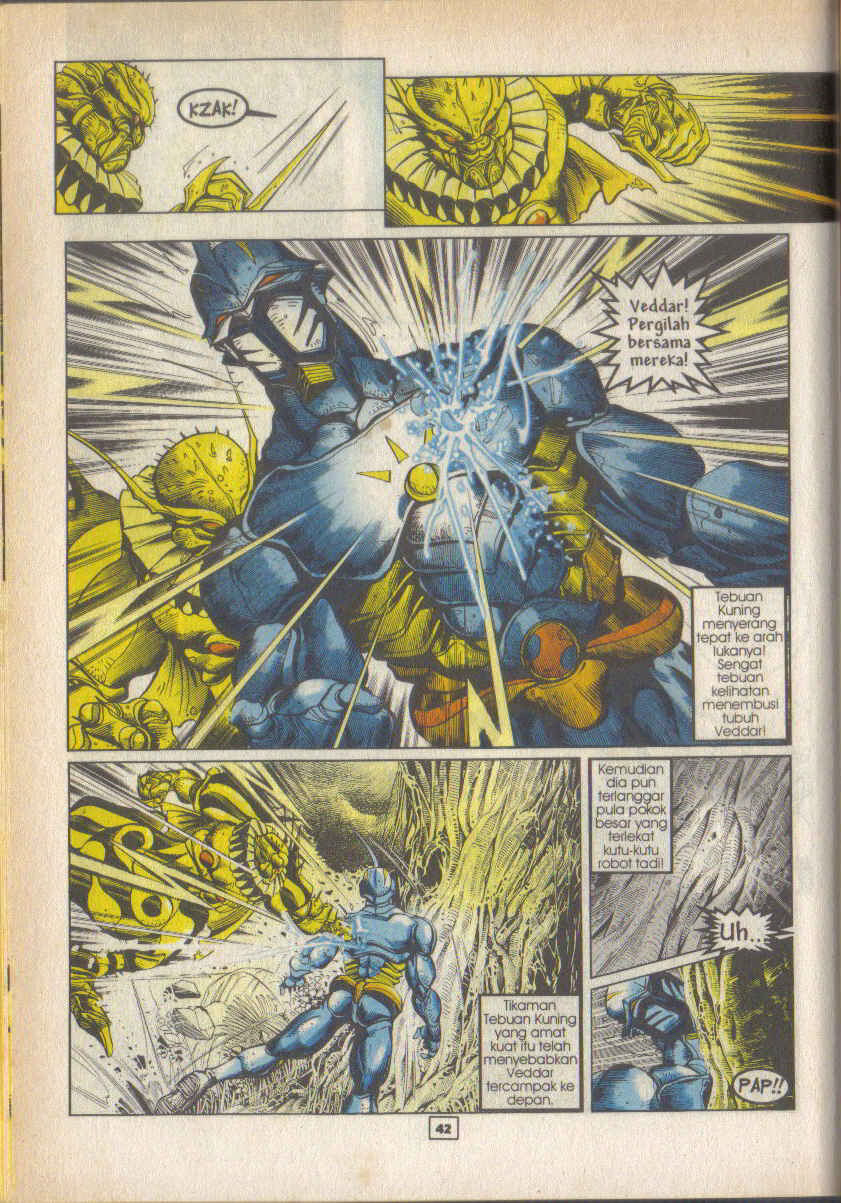 KZAK!
Veddar!
Pergilah
bersama
mereka!
Tebuan
Kuning
menyerang
tepat ke arah
lukanya!
Sengat
tebuan
kelihatan
menembusi
tubuh
Veddar!
Tikaman
Tebuan Kuning
yang amat
kuat itu telah
menyebabkan
Veddar
tercampak ke
depan.
Kemudian
dia pun
terlanggar
pula pokok
besar yang
terlekat
kutu-kutu
robot tadi!
Uh..
PAP!!
42